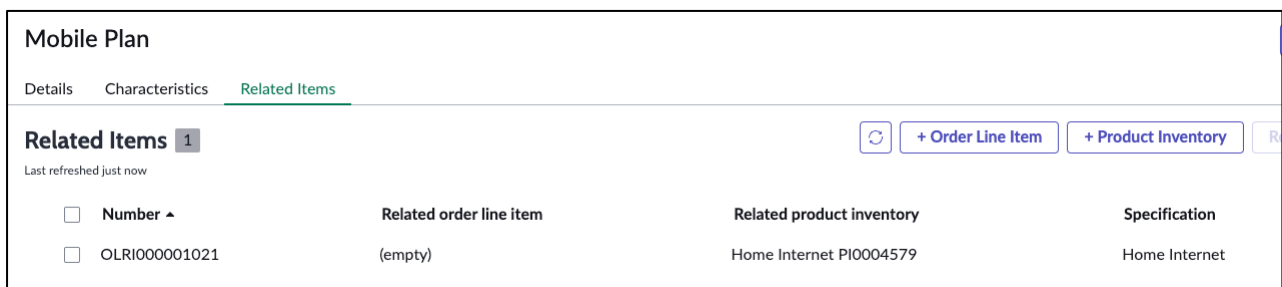 Mobile Plan
Details Characteristics Related Items
Related Items 1
+ Order Line Item + Product Inventory
Last refreshed just now
Number Related order line item Related product inventory Specification
OLRI000001021 (empty) Home Internet PI0004579 Home Internet